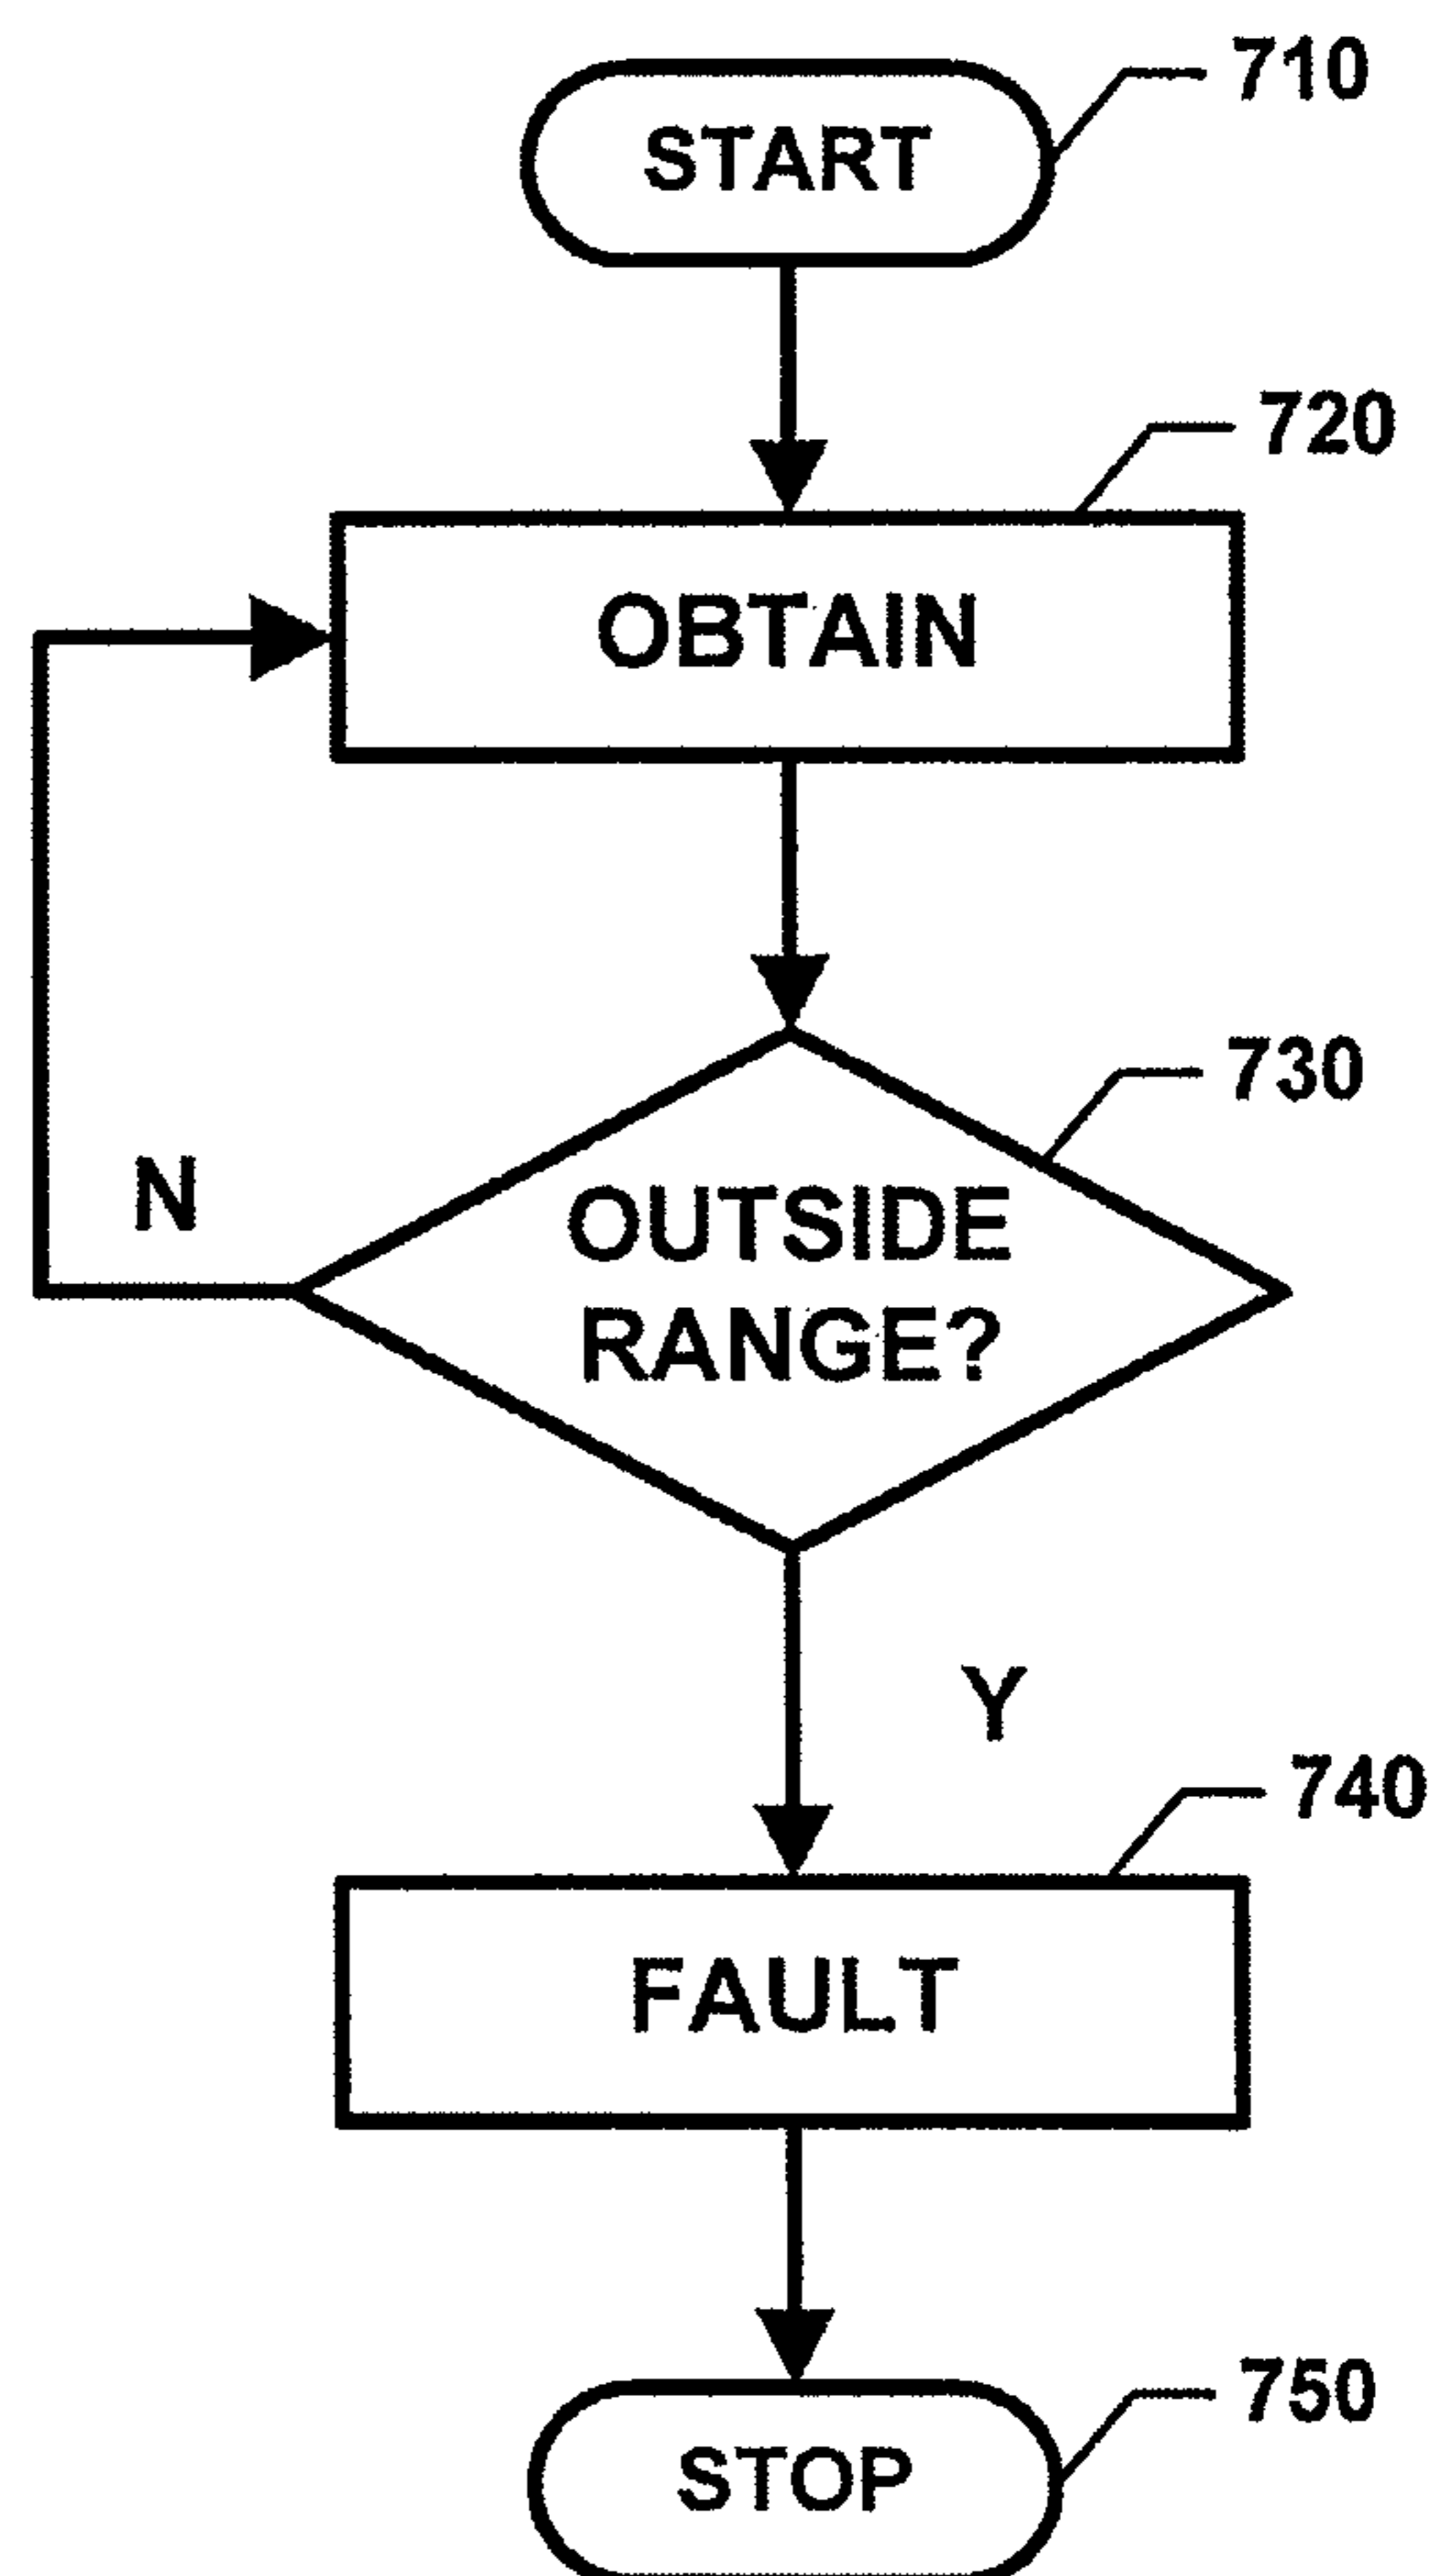 710
START
720
OBTAIN
730
N
OUTSIDE
RANGE?
Y
740
FAULT
750
STOP